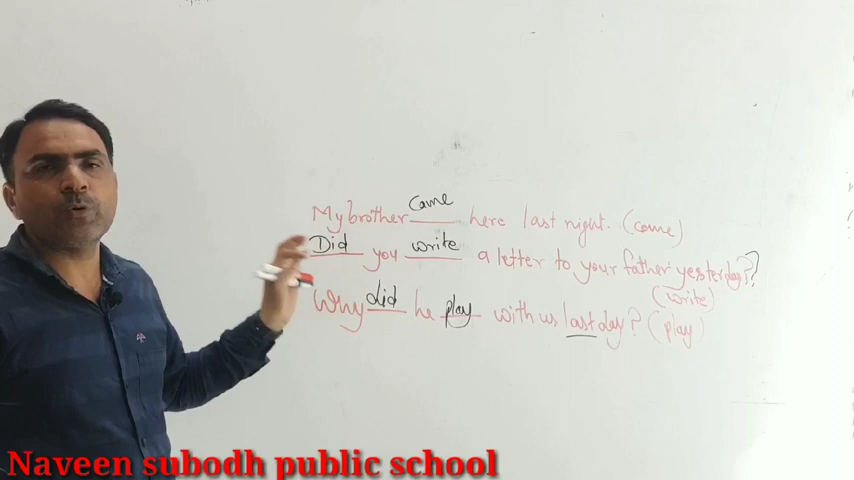 My brother came here last night. (come)
Did you write a letter to your father yesterday??
(write)
Why did he play with us last day? (play)
Naveen subodh public school